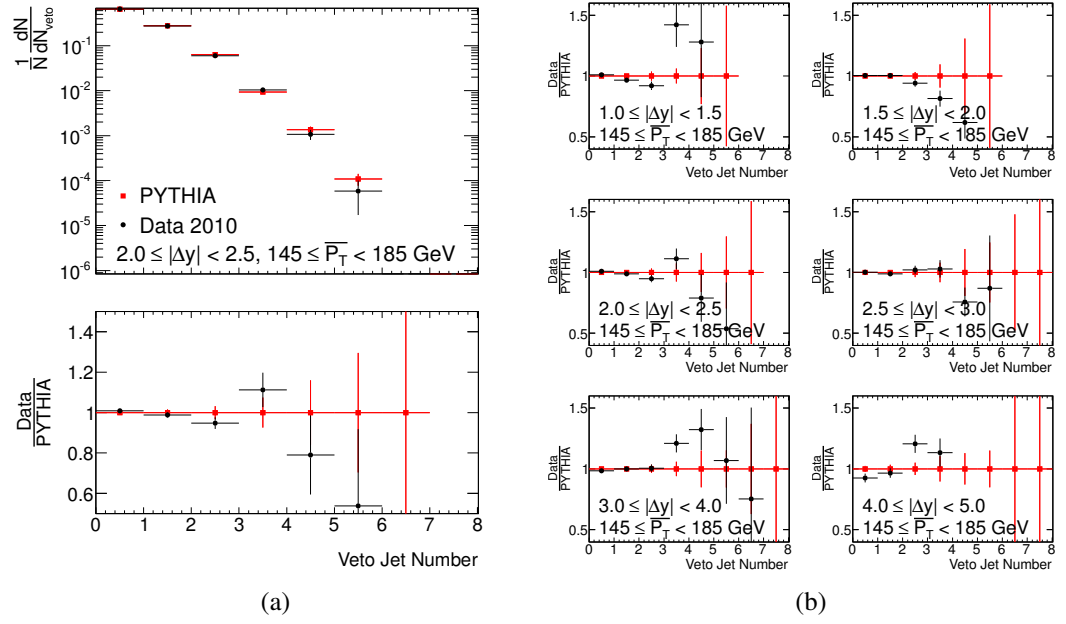 1/N dN/dN_veto
10⁻¹
10⁻²
10⁻³
10⁻⁴
10⁻⁵
10⁻⁶
PYTHIA
Data 2010
2.0 ≤ |Δy| < 2.5, 145 ≤ P̅_T̅ < 185 GeV
Data/PYTHIA
1.4
1.2
1
0.8
0.6
0 1 2 3 4 5 6 7 8
Veto Jet Number
(a)
Data/PYTHIA
1.5
1
0.5
1.0 ≤ |Δy| < 1.5
145 ≤ P̅_T̅ < 185 GeV
0 1 2 3 4 5 6 7 8
Veto Jet Number
Data/PYTHIA
1.5
1
0.5
1.5 ≤ |Δy| < 2.0
145 ≤ P̅_T̅ < 185 GeV
0 1 2 3 4 5 6 7 8
Veto Jet Number
Data/PYTHIA
1.5
1
0.5
2.0 ≤ |Δy| < 2.5
145 ≤ P̅_T̅ < 185 GeV
0 1 2 3 4 5 6 7 8
Veto Jet Number
Data/PYTHIA
1.5
1
0.5
2.5 ≤ |Δy| < 3.0
145 ≤ P̅_T̅ < 185 GeV
0 1 2 3 4 5 6 7 8
Veto Jet Number
Data/PYTHIA
1.5
1
0.5
3.0 ≤ |Δy| < 4.0
145 ≤ P̅_T̅ < 185 GeV
0 1 2 3 4 5 6 7 8
Veto Jet Number
Data/PYTHIA
1.5
1
0.5
4.0 ≤ |Δy| < 5.0
145 ≤ P̅_T̅ < 185 GeV
0 1 2 3 4 5 6 7 8
Veto Jet Number
(b)